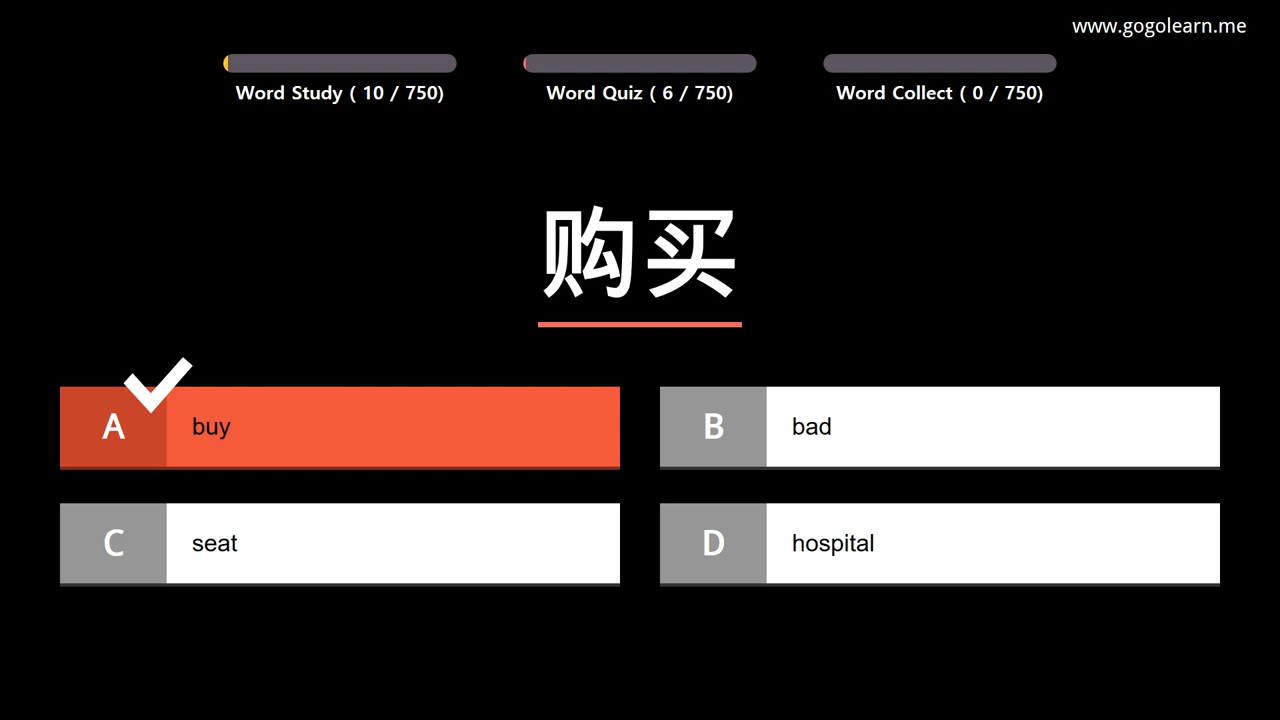 www.gogolearn.me
Word Study ( 10 / 750)
Word Quiz ( 6 / 750)
Word Collect ( 0 / 750)
购买
A buy
B bad
C seat
D hospital